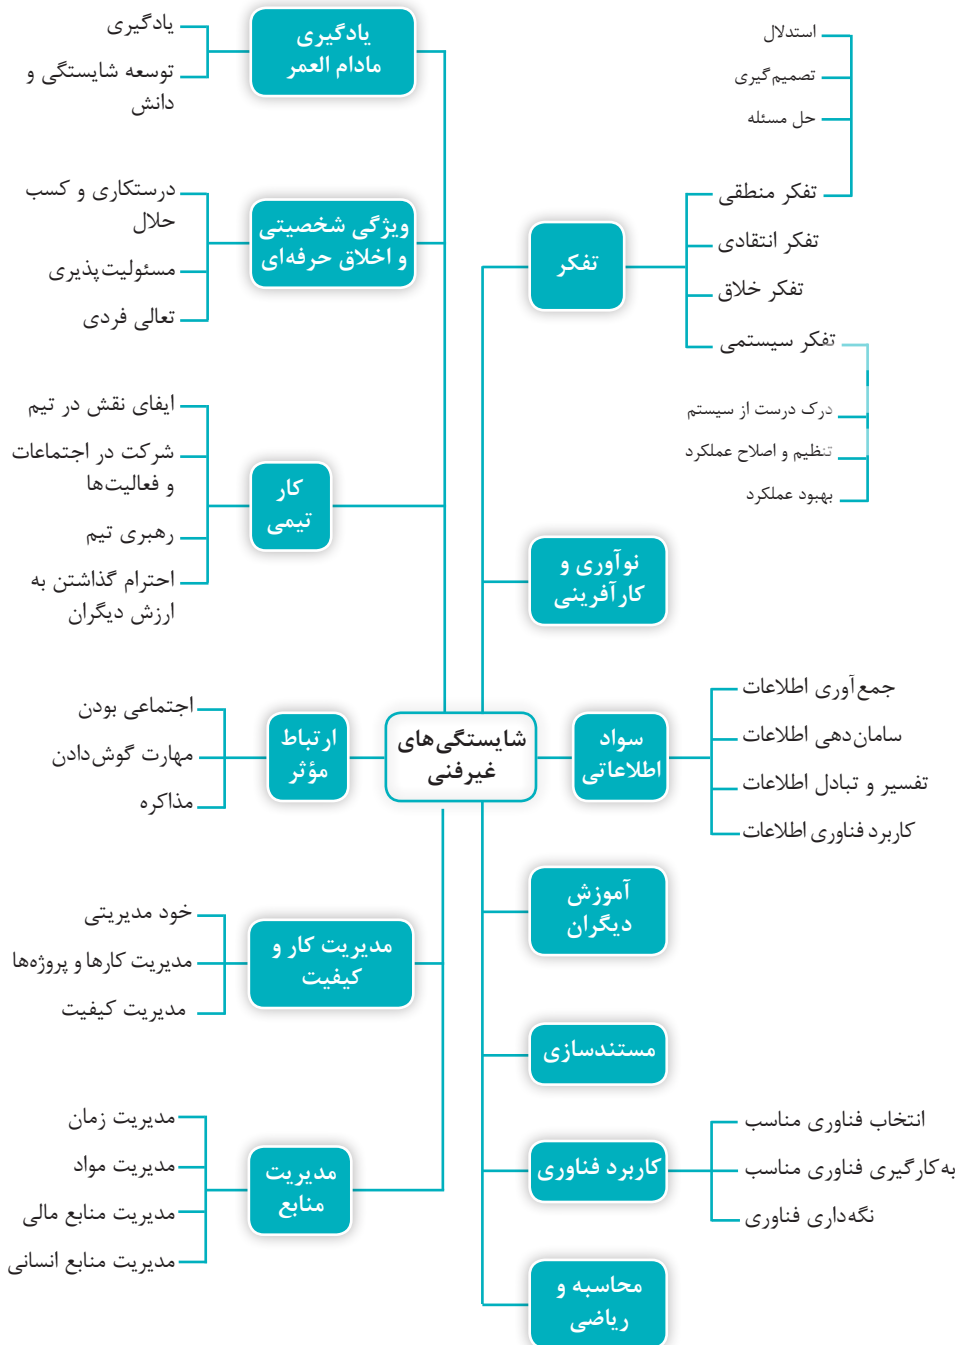 استدلال
تصمیم‌گیری
حل مسئله
تفکر منطقی
تفکر انتقادی
تفکر خلاق
تفکر سیستمی
تفکر
درک درست از سیستم
تنظیم و اصلاح عملکرد
بهبود عملکرد
نوآوری و
کارآفرینی
جمع‌آوری اطلاعات
سامان‌دهی اطلاعات
تفسیر و تبادل اطلاعات
کاربرد فناوری اطلاعات
سواد
اطلاعاتی
آموزش
دیگران
مستندسازی
انتخاب فناوری مناسب
به‌کارگیری فناوری مناسب
نگه‌داری فناوری
کاربرد فناوری
محاسبه و
ریاضی
شایستگی‌های
غیرفنی
یادگیری
مادام العمر
یادگیری
توسعه شایستگی و
دانش
ویژگی شخصیتی
و اخلاق حرفه‌ای
درستکاری و کسب
حلال
مسئولیت‌پذیری
تعالی فردی
کار
تیمی
ایفای نقش در تیم
شرکت در اجتماعات
و فعالیت‌ها
رهبری تیم
احترام گذاشتن به
ارزش دیگران
ارتباط
مؤثر
اجتماعی بودن
مهارت گوش‌دادن
مذاکره
مدیریت کار و
کیفیت
خود مدیریتی
مدیریت کارها و پروژه‌ها
مدیریت کیفیت
مدیریت
منابع
مدیریت زمان
مدیریت مواد
مدیریت منابع مالی
مدیریت منابع انسانی